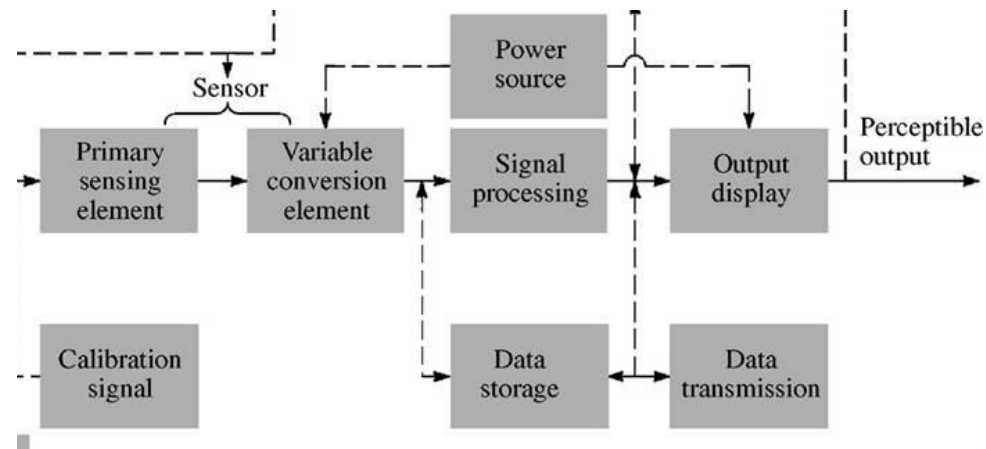 Power
source
Sensor
Primary
sensing
element
Variable
conversion
element
Signal
processing
Output
display
Perceptible
output
Calibration
signal
Data
storage
Data
transmission